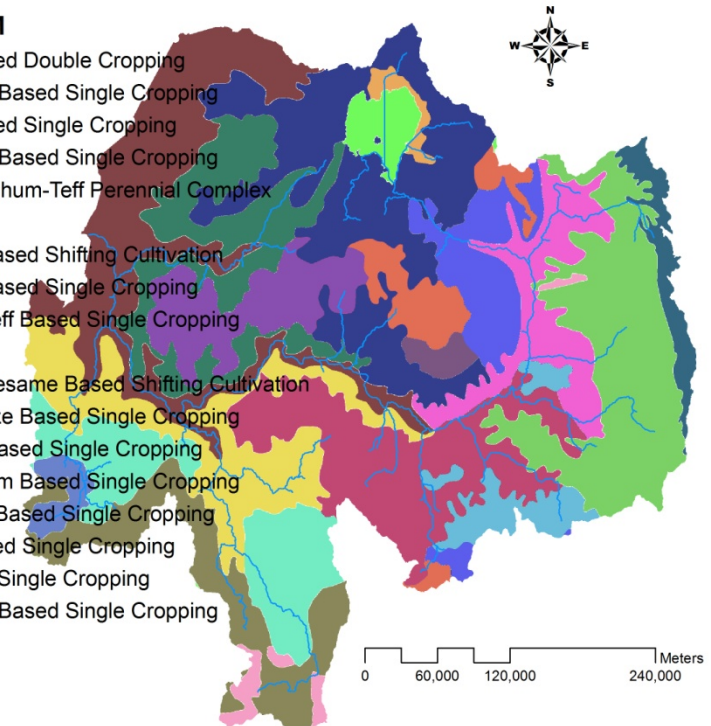 M
ed Double Cropping
Based Single Cropping
ed Single Cropping
Based Single Cropping
hum-Teff Perennial Complex
ased Shifting Cultivation
ased Single Cropping
eff Based Single Cropping
esame Based Shifting Cultivation
ze Based Single Cropping
ased Single Cropping
m Based Single Cropping
Based Single Cropping
ed Single Cropping
Single Cropping
Based Single Cropping
N
W E
S
Meters
0 60,000 120,000 240,000